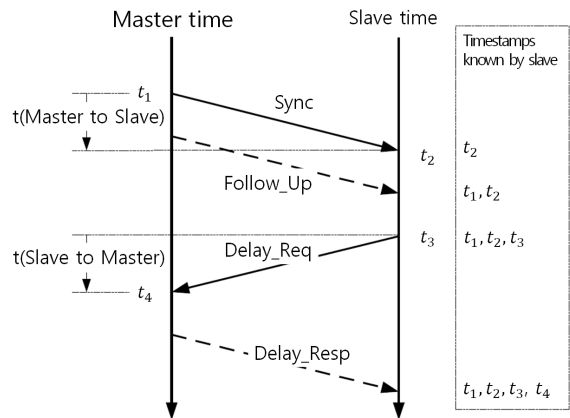 Master time
Slave time
Timestamps
known by slave
t1
Sync
t(Master to Slave)
t2
t2
Follow_Up
t1, t2
t3
t1, t2, t3
Delay_Req
t(Slave to Master)
t4
Delay_Resp
t1, t2, t3, t4